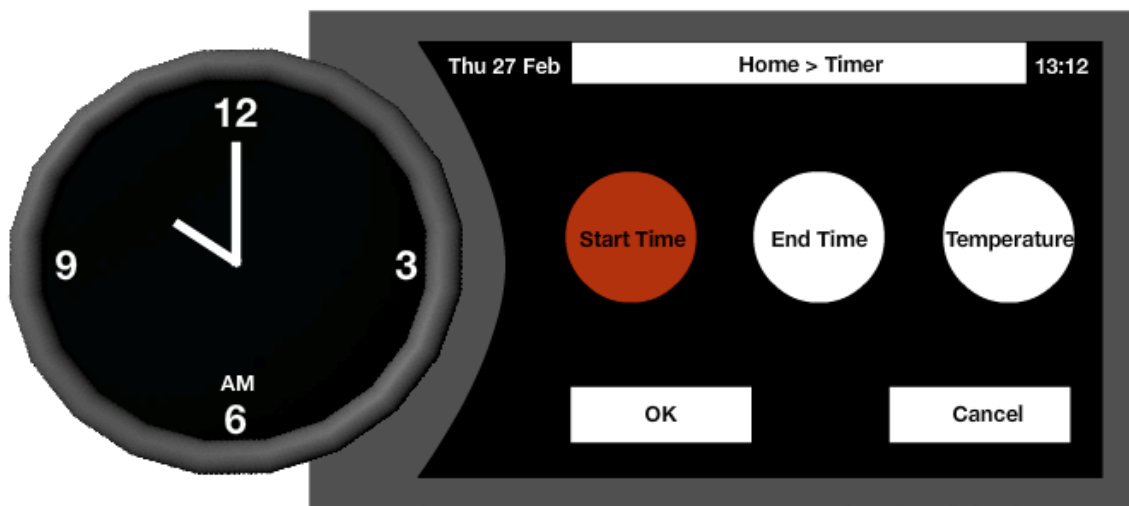 12
9
3
AM
6
Thu 27 Feb
Home > Timer
13:12
Start Time
End Time
Temperature
OK
Cancel